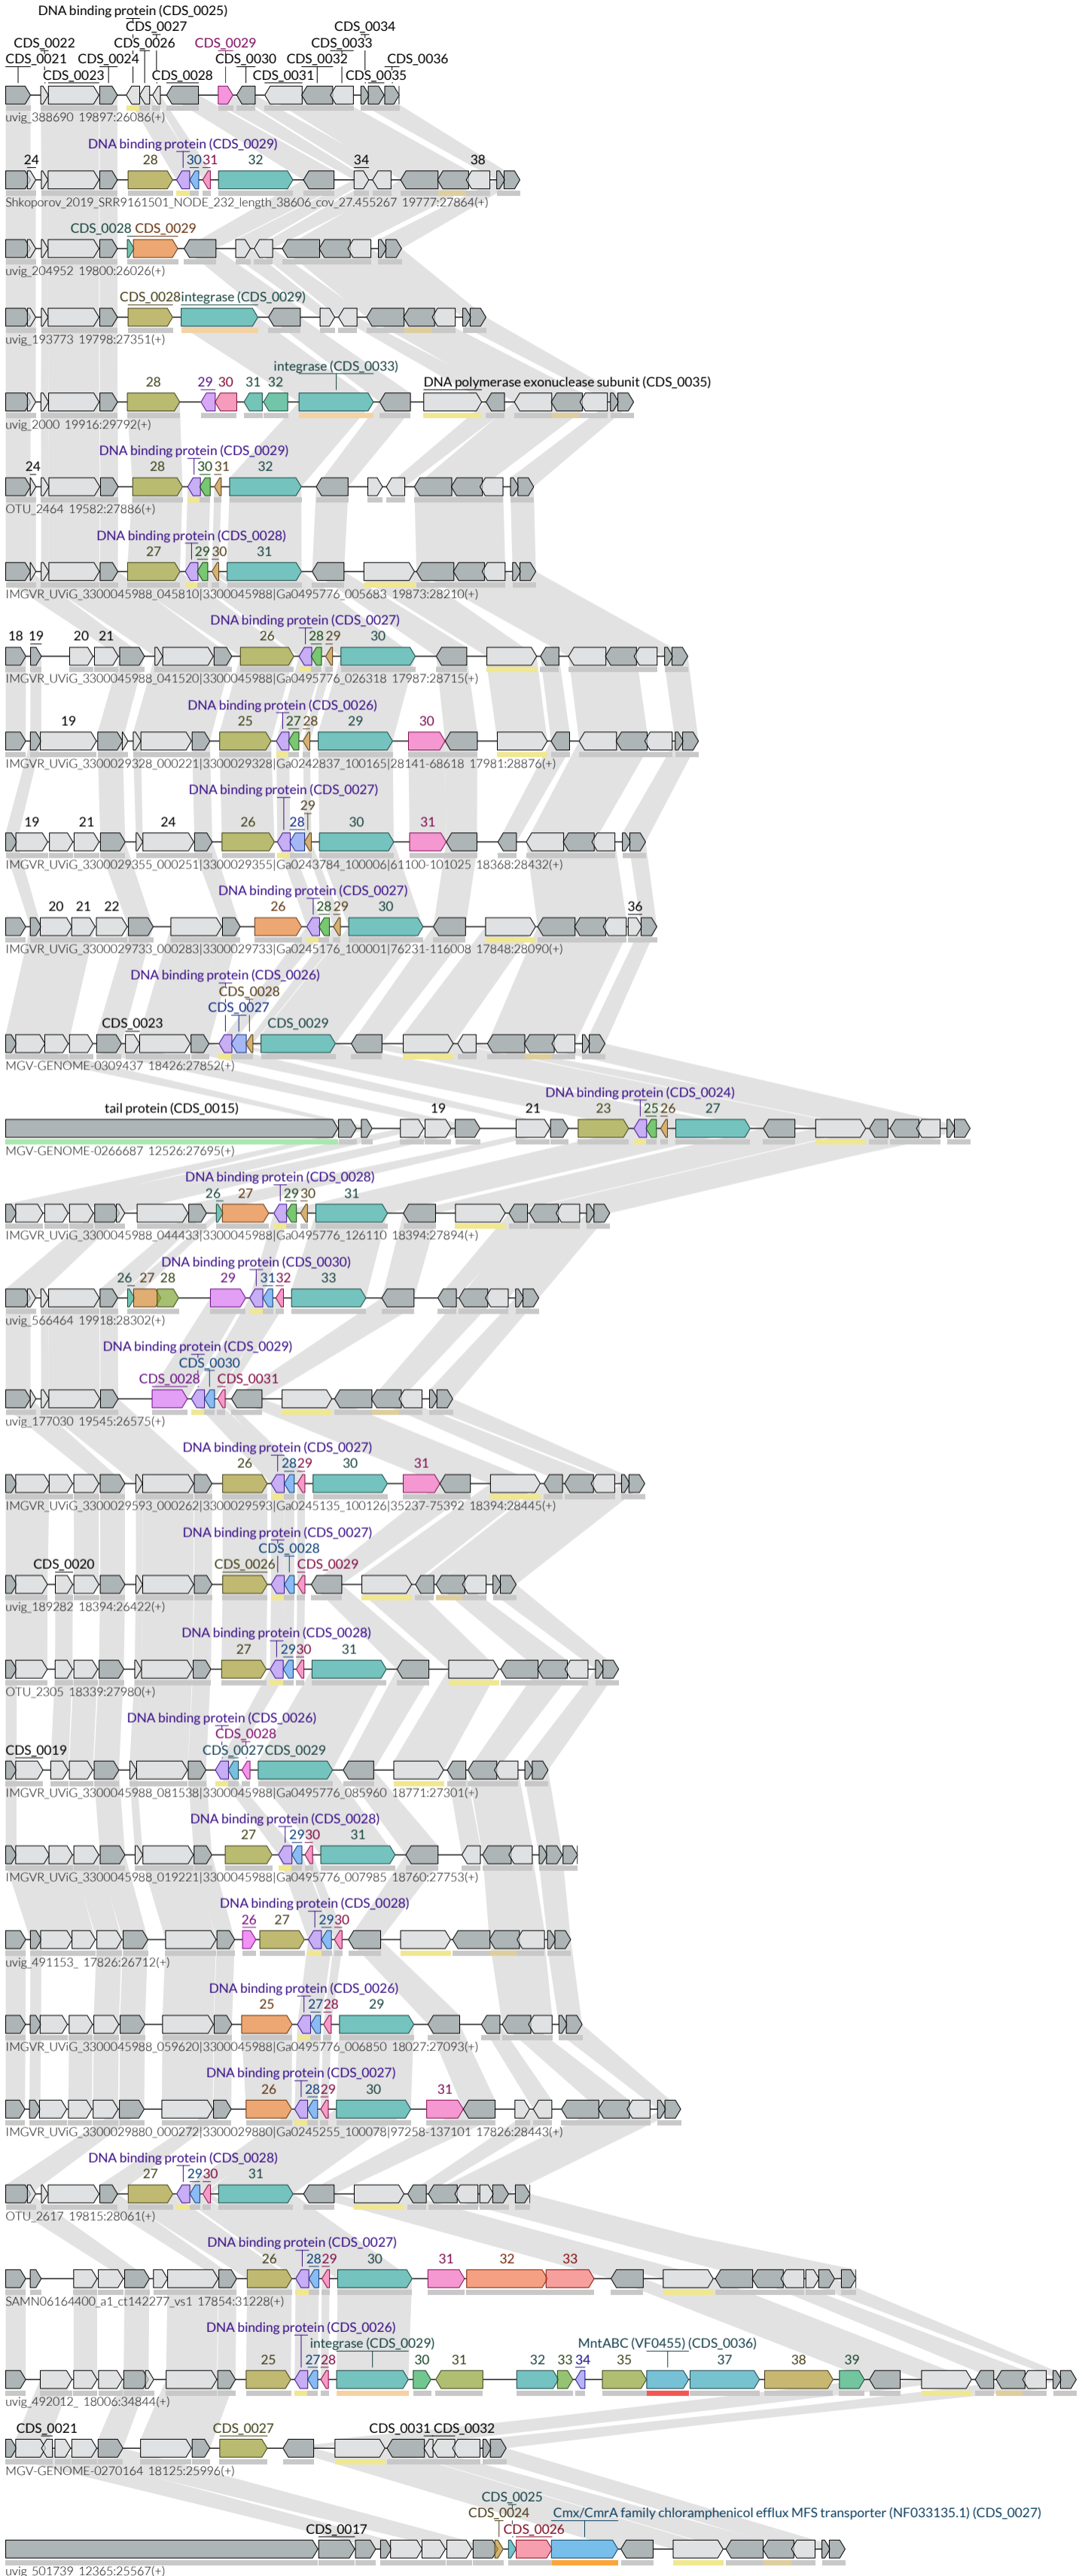 DNA binding protein (CDS_0025)
CDS_0027 CDS_0034
CDS_0022 CDS_0026 CDS_0029 CDS_0033
CDS_0021 CDS_0024 CDS_0030 CDS_0032 CDS_0036
CDS_0023 CDS_0028 CDS_0031 CDS_0035
uvig_388690 19897:26086(+)
DNA binding protein (CDS_0029)
24 28 30 31 32 34 38
Shkoporov_2019_SRR9161501_NODE_232_length_38606_cov_27.455267 19777:27864(+)
CDS_0028 CDS_0029
uvig_204952 19800:26026(+)
CDS_0028 integrase (CDS_0029)
uvig_193773 19798:27351(+)
integrase (CDS_0033)
28 29 30 31 32 DNA polymerase exonuclease subunit (CDS_0035)
uvig_2000 19916:29792(+)
DNA binding protein (CDS_0029)
24 28 30 31 32
OTU_2464 19582:27886(+)
DNA binding protein (CDS_0028)
27 29 30 31
IMGVR_UViG_3300045988_045810|3300045988|Ga0495776_005683 19873:28210(+)
DNA binding protein (CDS_0027)
18 19 20 21 26 28 29 30
IMGVR_UViG_3300045988_041520|3300045988|Ga0495776_026318 17987:28715(+)
DNA binding protein (CDS_0026)
19 25 27 28 29 30
IMGVR_UViG_3300029328_000221|3300029328|Ga0242837_100165|28141-68618 17981:28876(+)
DNA binding protein (CDS_0027)
29
19 21 24 26 28 30 31
IMGVR_UViG_3300029355_000251|3300029355|Ga0243784_100006|61100-101025 18368:28432(+)
DNA binding protein (CDS_0027)
20 21 22 26 28 29 30 36
IMGVR_UViG_3300029733_000283|3300029733|Ga0245176_100001|76231-116008 17848:28090(+)
DNA binding protein (CDS_0026)
CDS_0028
CDS_0027
CDS_0023 CDS_0029
MGV-GENOME-0309437 18426:27852(+)
DNA binding protein (CDS_0024)
tail protein (CDS_0015) 19 21 23 25 26 27
MGV-GENOME-0266687 12526:27695(+)
DNA binding protein (CDS_0028)
26 27 29 30 31
IMGVR_UViG_3300045988_044433|3300045988|Ga0495776_126110 18394:27894(+)
DNA binding protein (CDS_0030)
26 27 28 29 31 32 33
uvig_566464 19918:28302(+)
DNA binding protein (CDS_0029)
CDS_0030
CDS_0028 CDS_0031
uvig_177030 19545:26575(+)
DNA binding protein (CDS_0027)
26 28 29 30 31
IMGVR_UViG_3300029593_000262|3300029593|Ga0245135_100126|35237-75392 18394:28445(+)
DNA binding protein (CDS_0027)
CDS_0028
CDS_0020 CDS_0026 CDS_0029
uvig_189282 18394:26422(+)
DNA binding protein (CDS_0028)
27 29 30 31
OTU_2305 18339:27980(+)
DNA binding protein (CDS_0026)
CDS_0028
CDS_0019 CDS_0027 CDS_0029
IMGVR_UViG_3300045988_081538|3300045988|Ga0495776_085960 18771:27301(+)
DNA binding protein (CDS_0028)
27 29 30 31
IMGVR_UViG_3300045988_019221|3300045988|Ga0495776_007985 18760:27753(+)
DNA binding protein (CDS_0028)
26 27 29 30
uvig_491153_ 17826:26712(+)
DNA binding protein (CDS_0026)
25 27 28 29
IMGVR_UViG_3300045988_059620|3300045988|Ga0495776_006850 18027:27093(+)
DNA binding protein (CDS_0027)
26 28 29 30 31
IMGVR_UViG_3300029880_000272|3300029880|Ga0245255_100078|97258-137101 17826:28443(+)
DNA binding protein (CDS_0028)
27 29 30 31
OTU_2617 19815:28061(+)
DNA binding protein (CDS_0027)
26 28 29 30 31 32 33
SAMN06164400_a1_ct142277_vs1 17854:31228(+)
DNA binding protein (CDS_0026)
integrase (CDS_0029) MntABC (VF0455) (CDS_0036)
25 27 28 30 31 32 33 34 35 37 38 39
uvig_492012_ 18006:34844(+)
CDS_0021 CDS_0027 CDS_0031 CDS_0032
MGV-GENOME-0270164 18125:25996(+)
CDS_0025
CDS_0024 Cmx/CmrA family chloramphenicol efflux MFS transporter (NF033135.1) (CDS_0027)
CDS_0017 CDS_0026
uvig_501739 12365:25567(+)